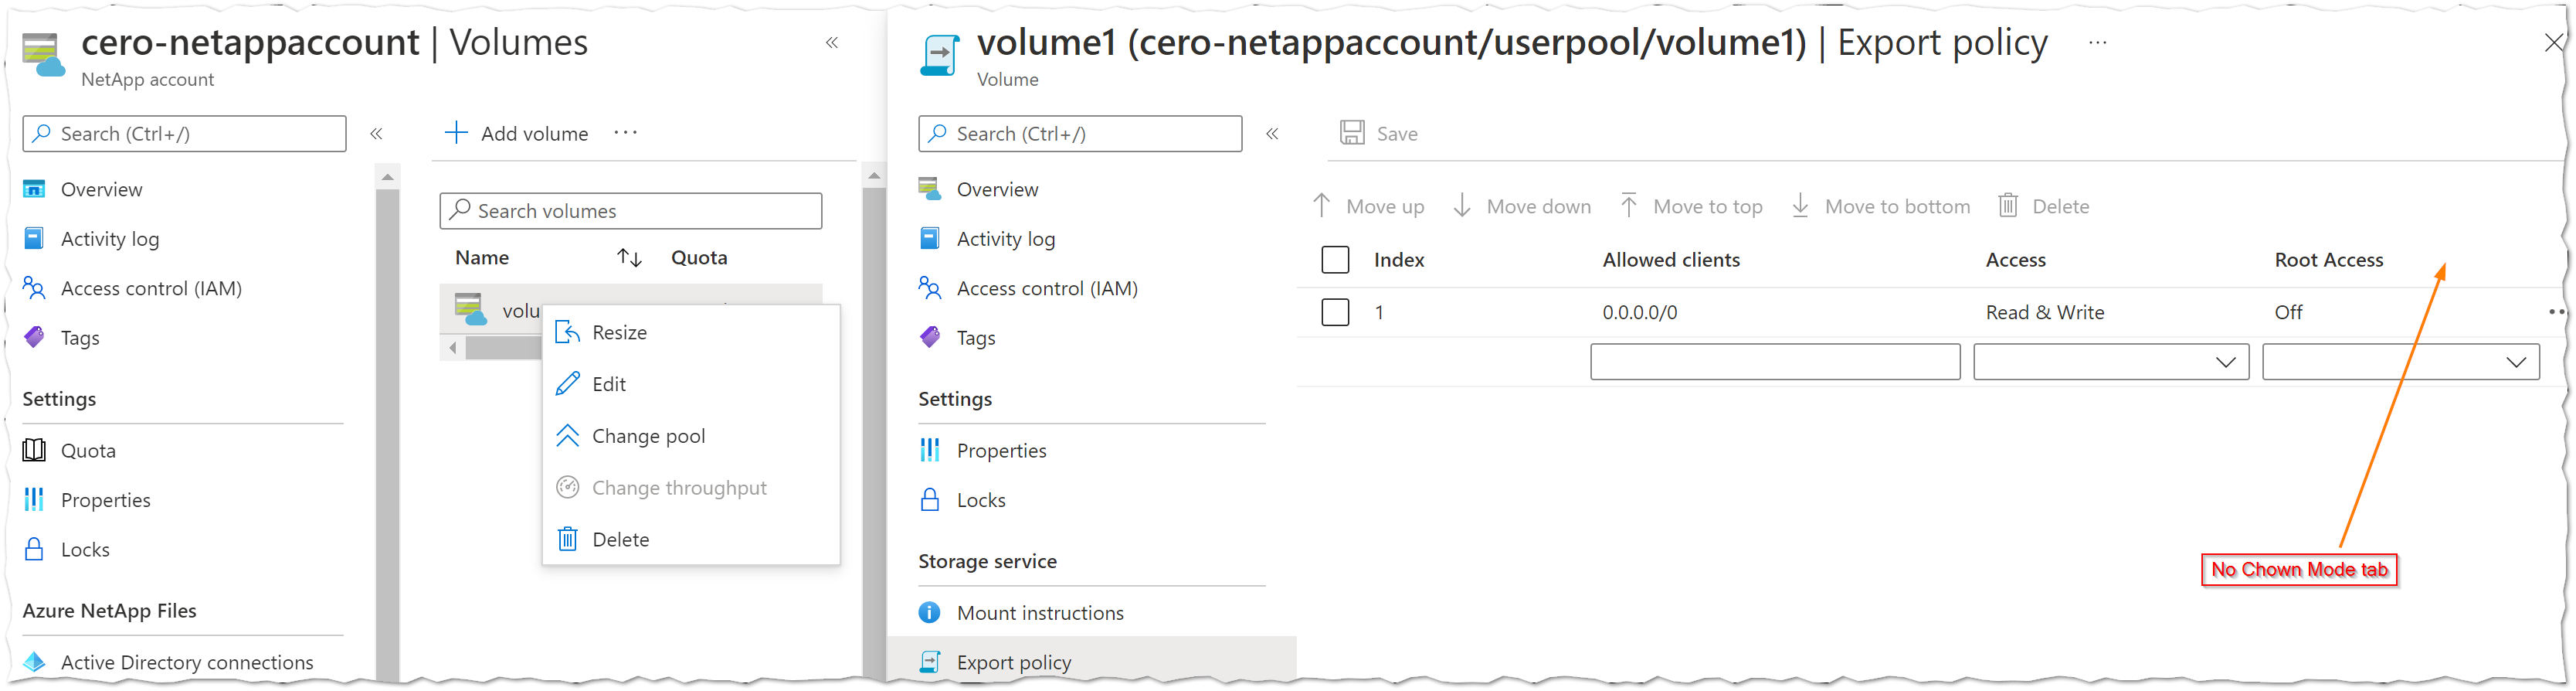 cero-netappaccount | Volumes
NetApp account
Search (Ctrl+/)
Overview
Activity log
Access control (IAM)
Tags
Settings
Quota
Properties
Locks
Azure NetApp Files
Active Directory connections
Add volume
Search volumes
Name Quota
volu
Resize
Edit
Change pool
Change throughput
Delete
volume1 (cero-netappaccount/userpool/volume1) | Export policy
Volume
Search (Ctrl+/)
Overview
Activity log
Access control (IAM)
Tags
Settings
Properties
Locks
Storage service
Mount instructions
Export policy
Save
Move up Move down Move to top Move to bottom Delete
Index Allowed clients Access Root Access
1 0.0.0.0/0 Read & Write Off
No Chown Mode tab